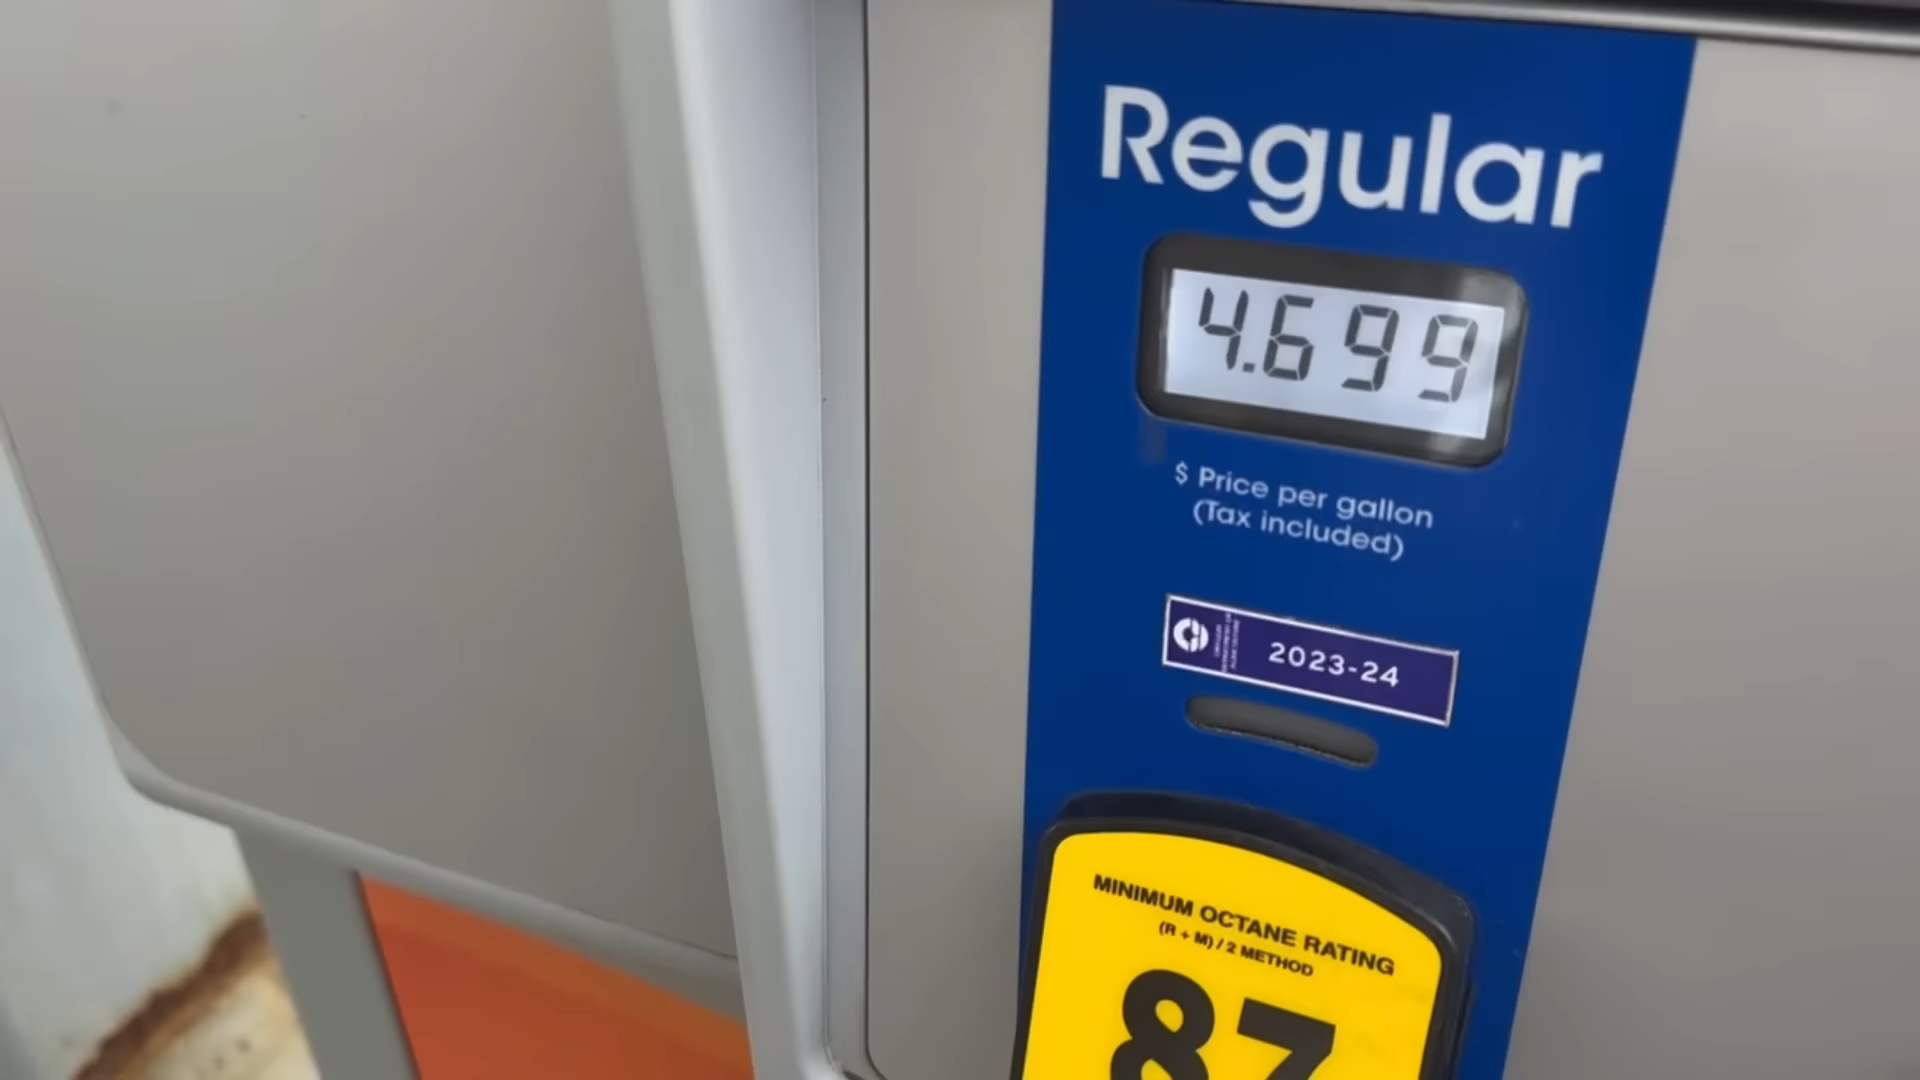 Regular
4.699
$ Price per gallon
(Tax included)
2023-24
MINIMUM OCTANE RATING
(R + M) / 2 METHOD
87